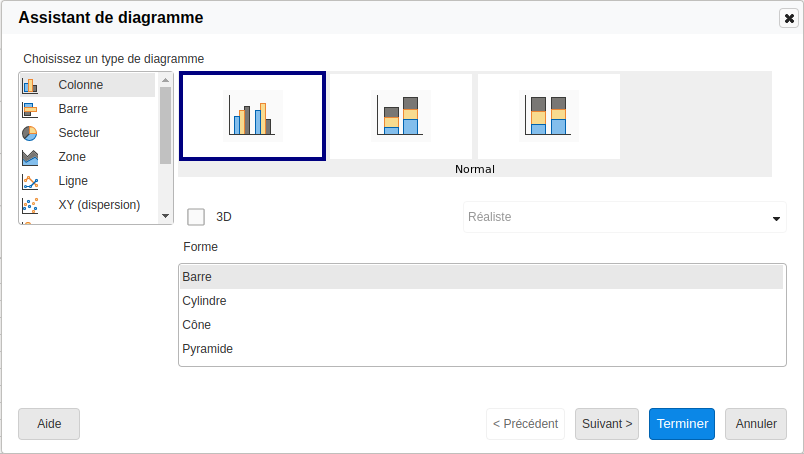 Assistant de diagramme
Choisissez un type de diagramme
Colonne
Barre
Secteur
Zone
Ligne
XY (dispersion)
Normal
3D
Réaliste
Forme
Barre
Cylindre
Cône
Pyramide
Aide
< Précédent
Suivant >
Terminer
Annuler